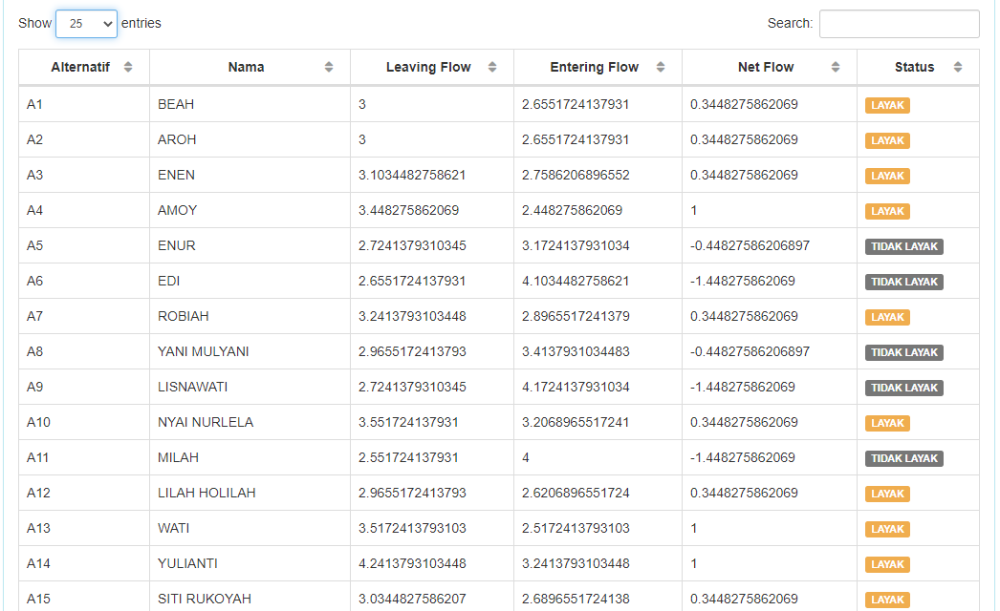 Show 25 entries Search:
Alternatif Nama Leaving Flow Entering Flow Net Flow Status
A1 BEAH 3 2.6551724137931 0.3448275862069 LAYAK
A2 AROH 3 2.6551724137931 0.3448275862069 LAYAK
A3 ENEN 3.1034482758621 2.7586206896552 0.3448275862069 LAYAK
A4 AMOY 3.448275862069 2.448275862069 1 LAYAK
A5 ENUR 2.7241379310345 3.1724137931034 -0.44827586206897 TIDAK LAYAK
A6 EDI 2.6551724137931 4.1034482758621 -1.448275862069 TIDAK LAYAK
A7 ROBIAH 3.2413793103448 2.8965517241379 0.3448275862069 LAYAK
A8 YANI MULYANI 2.9655172413793 3.4137931034483 -0.44827586206897 TIDAK LAYAK
A9 LISNAWATI 2.7241379310345 4.1724137931034 -1.448275862069 TIDAK LAYAK
A10 NYAI NURLELA 3.551724137931 3.2068965517241 0.3448275862069 LAYAK
A11 MILAH 2.551724137931 4 -1.448275862069 TIDAK LAYAK
A12 LILAH HOLILAH 2.9655172413793 2.6206896551724 0.3448275862069 LAYAK
A13 WATI 3.5172413793103 2.5172413793103 1 LAYAK
A14 YULIANTI 4.2413793103448 3.2413793103448 1 LAYAK
A15 SITI RUKOYAH 3.0344827586207 2.6896551724138 0.3448275862069 LAYAK